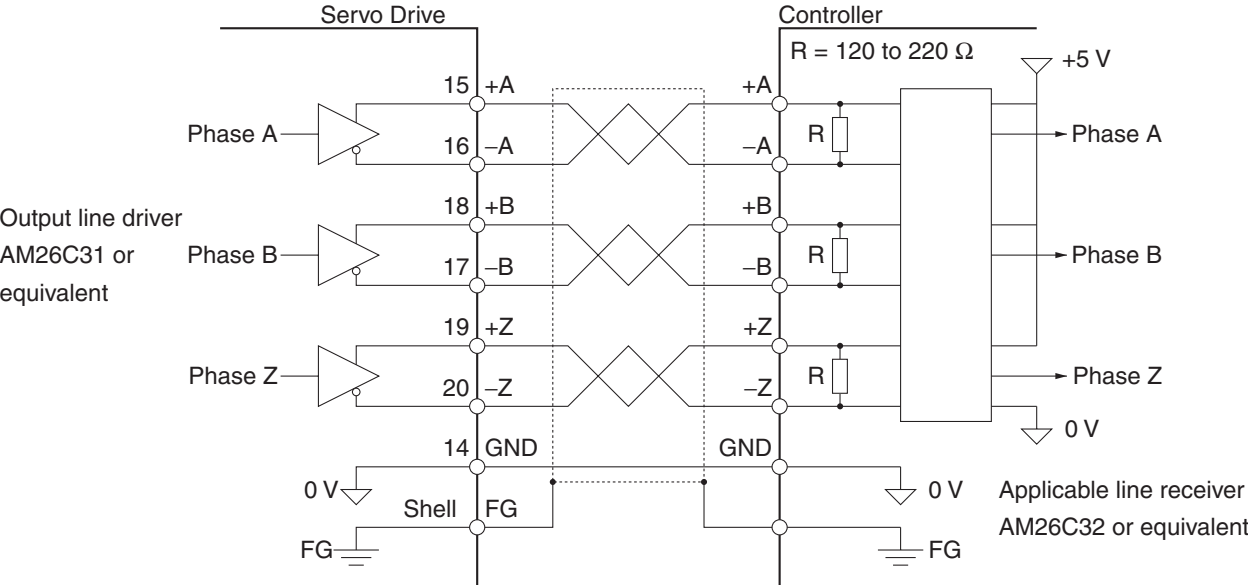 Servo Drive
Controller
R = 120 to 220 Ω
+5 V
15 +A
+A
Phase A
R
Phase A
16 –A
–A
18 +B
+B
Output line driver
AM26C31 or
equivalent
Phase B
R
Phase B
17 –B
–B
19 +Z
+Z
Phase Z
R
Phase Z
20 –Z
–Z
0 V
14 GND
GND
0 V
0 V
Applicable line receiver
AM26C32 or equivalent
Shell FG
FG
FG